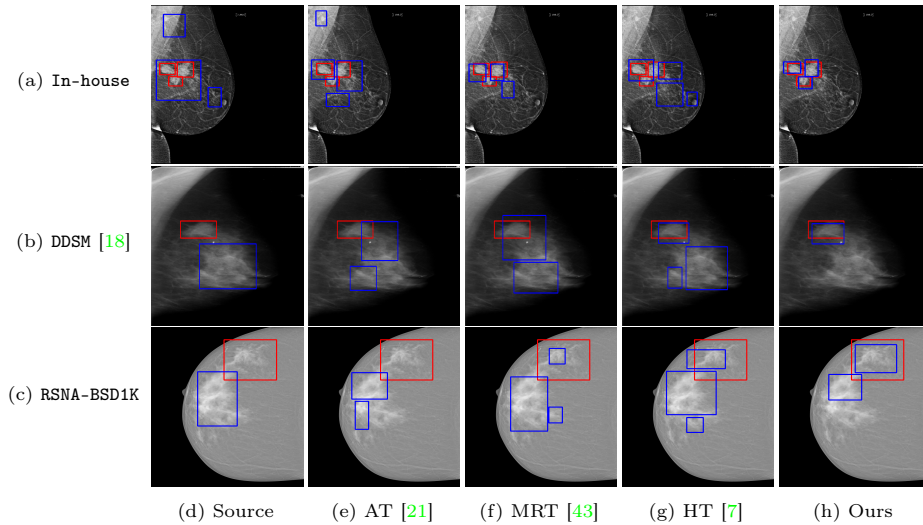 (a) In-house
(b) DDSM [18]
(c) RSNA-BSD1K
(d) Source (e) AT [21] (f) MRT [43] (g) HT [7] (h) Ours